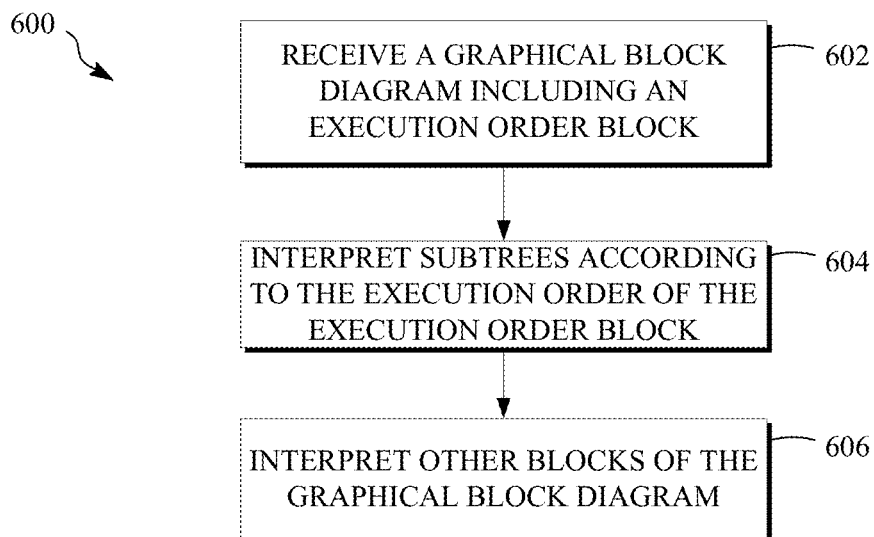 600
RECEIVE A GRAPHICAL BLOCK
DIAGRAM INCLUDING AN
EXECUTION ORDER BLOCK
602
INTERPRET SUBTREES ACCORDING
TO THE EXECUTION ORDER OF THE
EXECUTION ORDER BLOCK
604
INTERPRET OTHER BLOCKS OF THE
GRAPHICAL BLOCK DIAGRAM
606